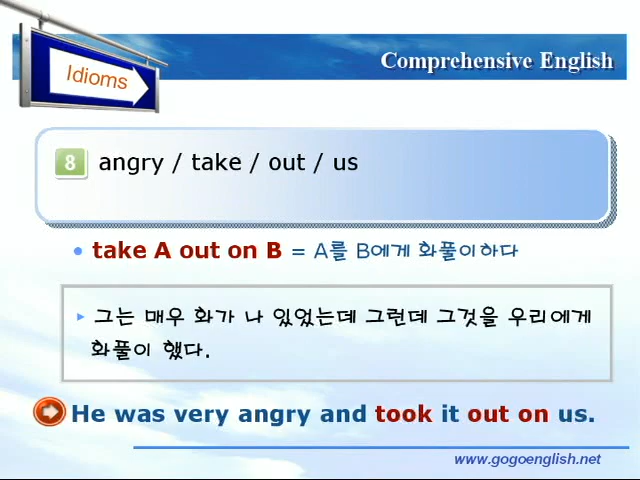 Idioms
Comprehensive English
8 angry / take / out / us
• take A out on B = A를 B에게 화풀이하다
▸ 그는 매우 화가 나 있었는데 그런데 그것을 우리에게
화풀이 했다.
He was very angry and took it out on us.
www.gogoenglish.net